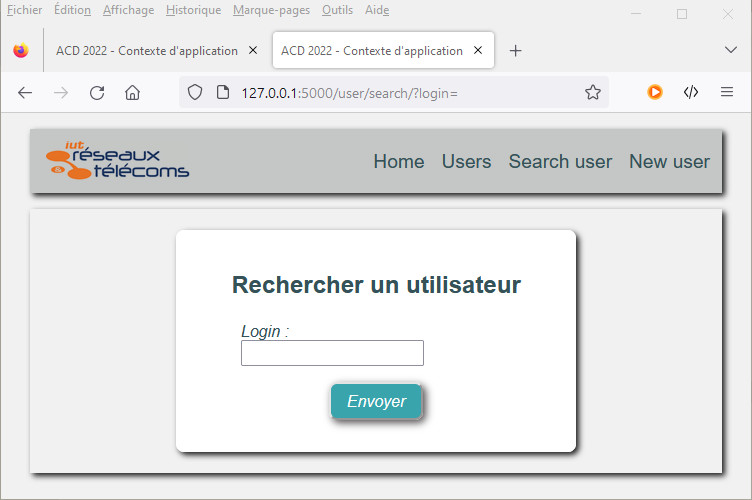 Fichier Édition Affichage Historique Marque-pages Outils Aide
ACD 2022 - Contexte d'application ACD 2022 - Contexte d'application
127.0.0.1:5000/user/search/?login=
iut
réseaux
& télécoms
Home Users Search user New user
Rechercher un utilisateur
Login :
Envoyer